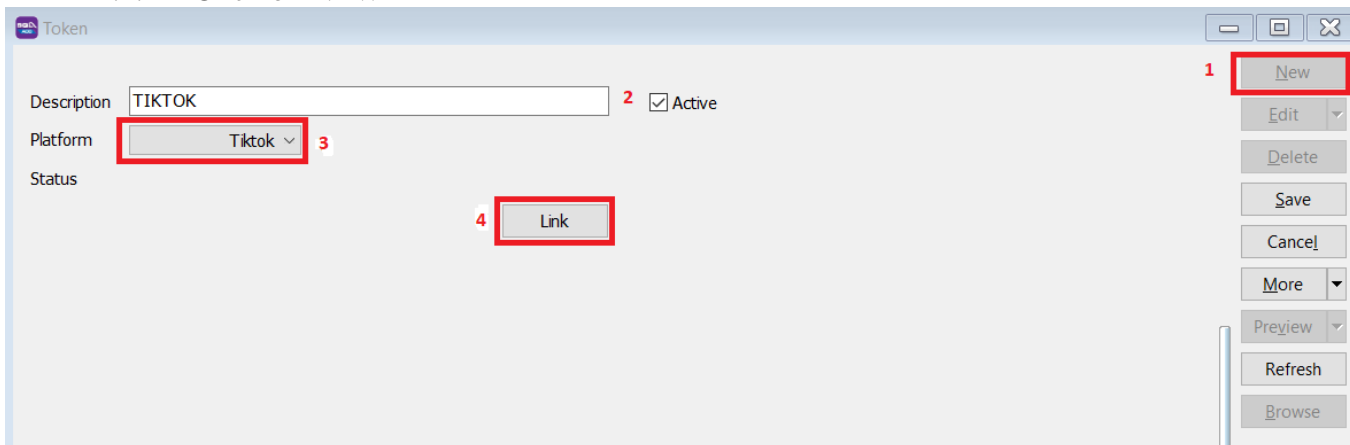 Token
1 New
Description TIKTOK 2 Active
Edit
Platform Tiktok 3
Delete
Status
Save
4 Link
Cancel
More
Preview
Refresh
Browse